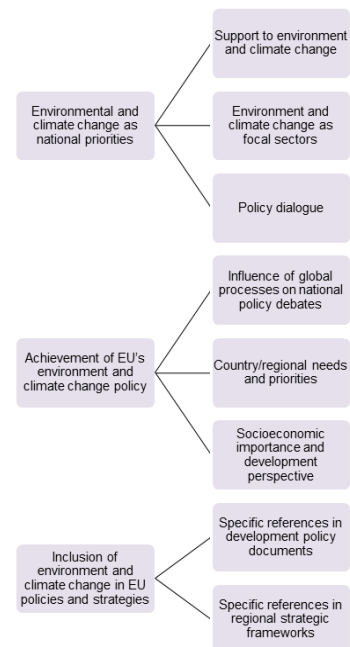 Support to environment
and climate change
Environmental and
climate change as
national priorities
Environment and
climate change as
focal sectors
Policy dialogue
Influence of global
processes on national
policy debates
Achievement of EU's
environment and
climate change policy
Country/regional needs
and priorities
Socioeconomic
importance and
development
perspective
Specific references in
development policy
documents
Inclusion of
environment and
climate change in EU
policies and strategies
Specific references in
regional strategic
frameworks